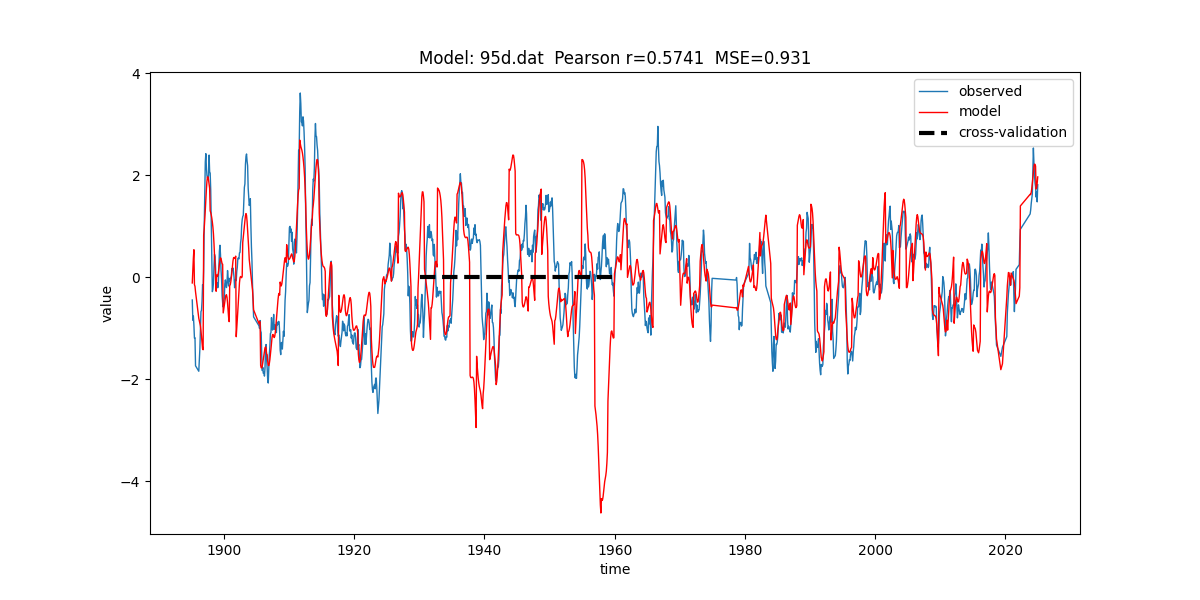 Model: 95d.dat  Pearson r=0.5741  MSE=0.931
observed
model
cross-validation
4
2
0
−2
−4
value
1900 1920 1940 1960 1980 2000 2020
time